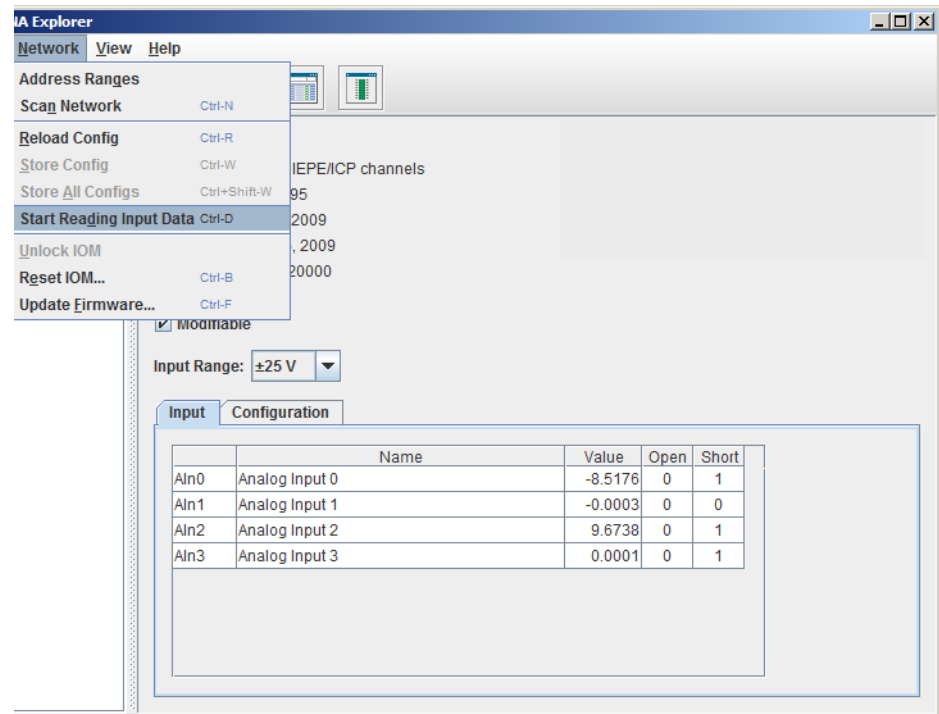 IA Explorer
Network View Help
Address Ranges
Scan Network Ctrl-N
Reload Config Ctrl-R
Store Config Ctrl-W
Store All Configs Ctrl+Shift-W
Start Reading Input Data Ctrl-D
Unlock IOM
Reset IOM... Ctrl-B
Update Firmware... Ctrl-F
IEPE/ICP channels
95
2009
, 2009
20000
Modifiable
Input Range: ±25 V
Input Configuration
Name Value Open Short
AIn0 Analog Input 0 -8.5176 0 1
AIn1 Analog Input 1 -0.0003 0 0
AIn2 Analog Input 2 9.6738 0 1
AIn3 Analog Input 3 0.0001 0 1